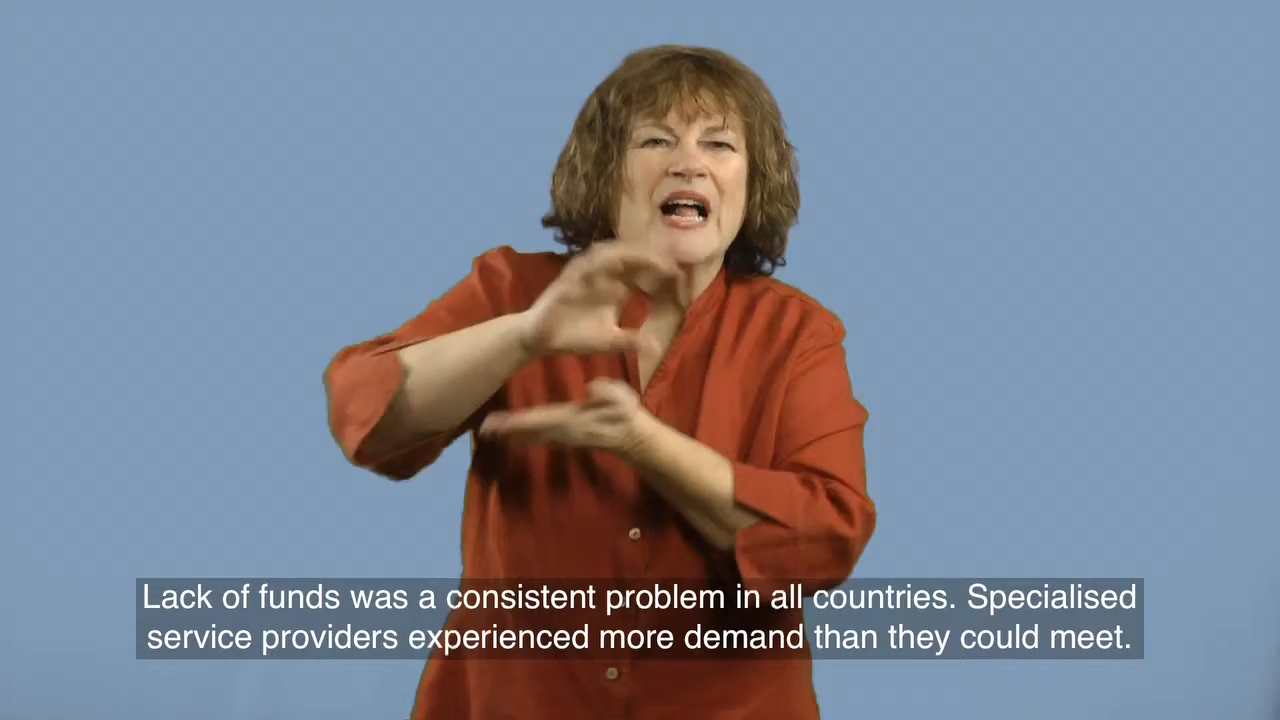 Lack of funds was a consistent problem in all countries. Specialised
service providers experienced more demand than they could meet.